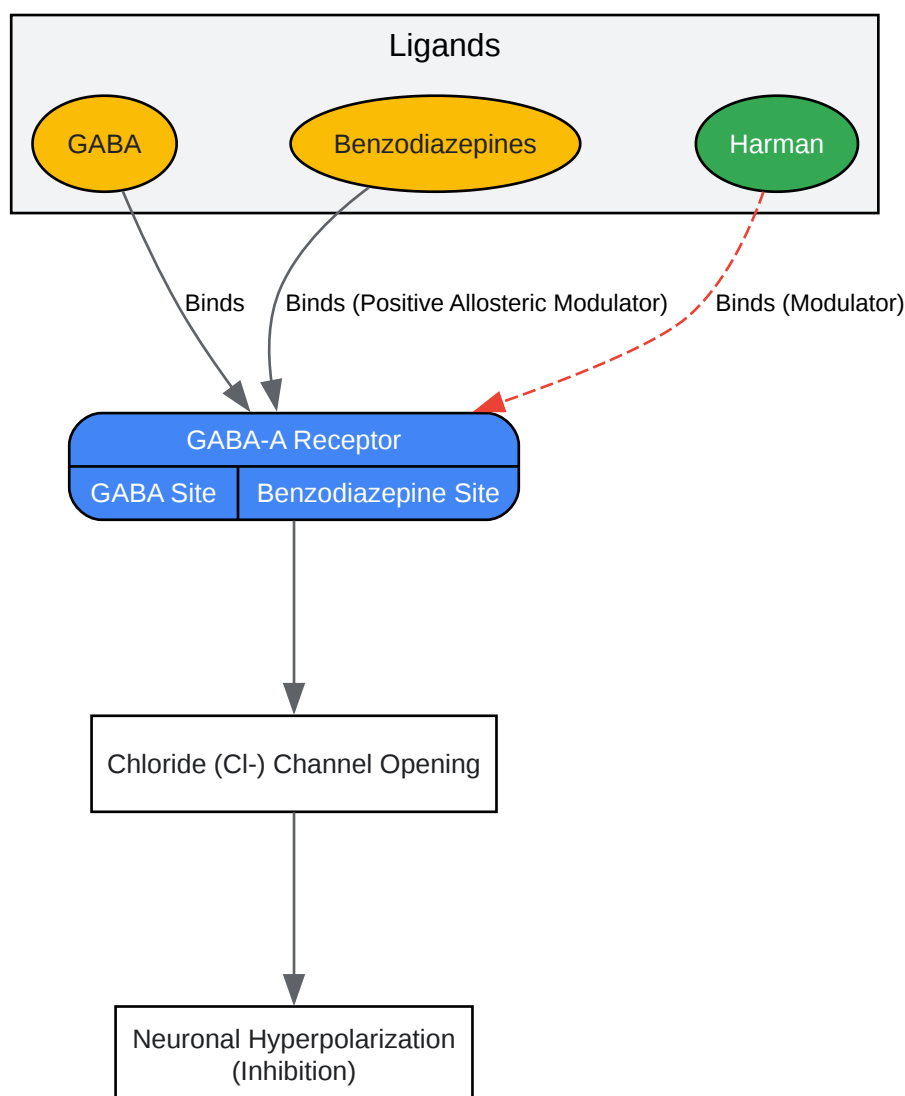 Ligands
GABA
Benzodiazepines
Harman
Binds
Binds (Positive Allosteric Modulator)
Binds (Modulator)
GABA-A Receptor
GABA Site
Benzodiazepine Site
Chloride (Cl-) Channel Opening
Neuronal Hyperpolarization
(Inhibition)